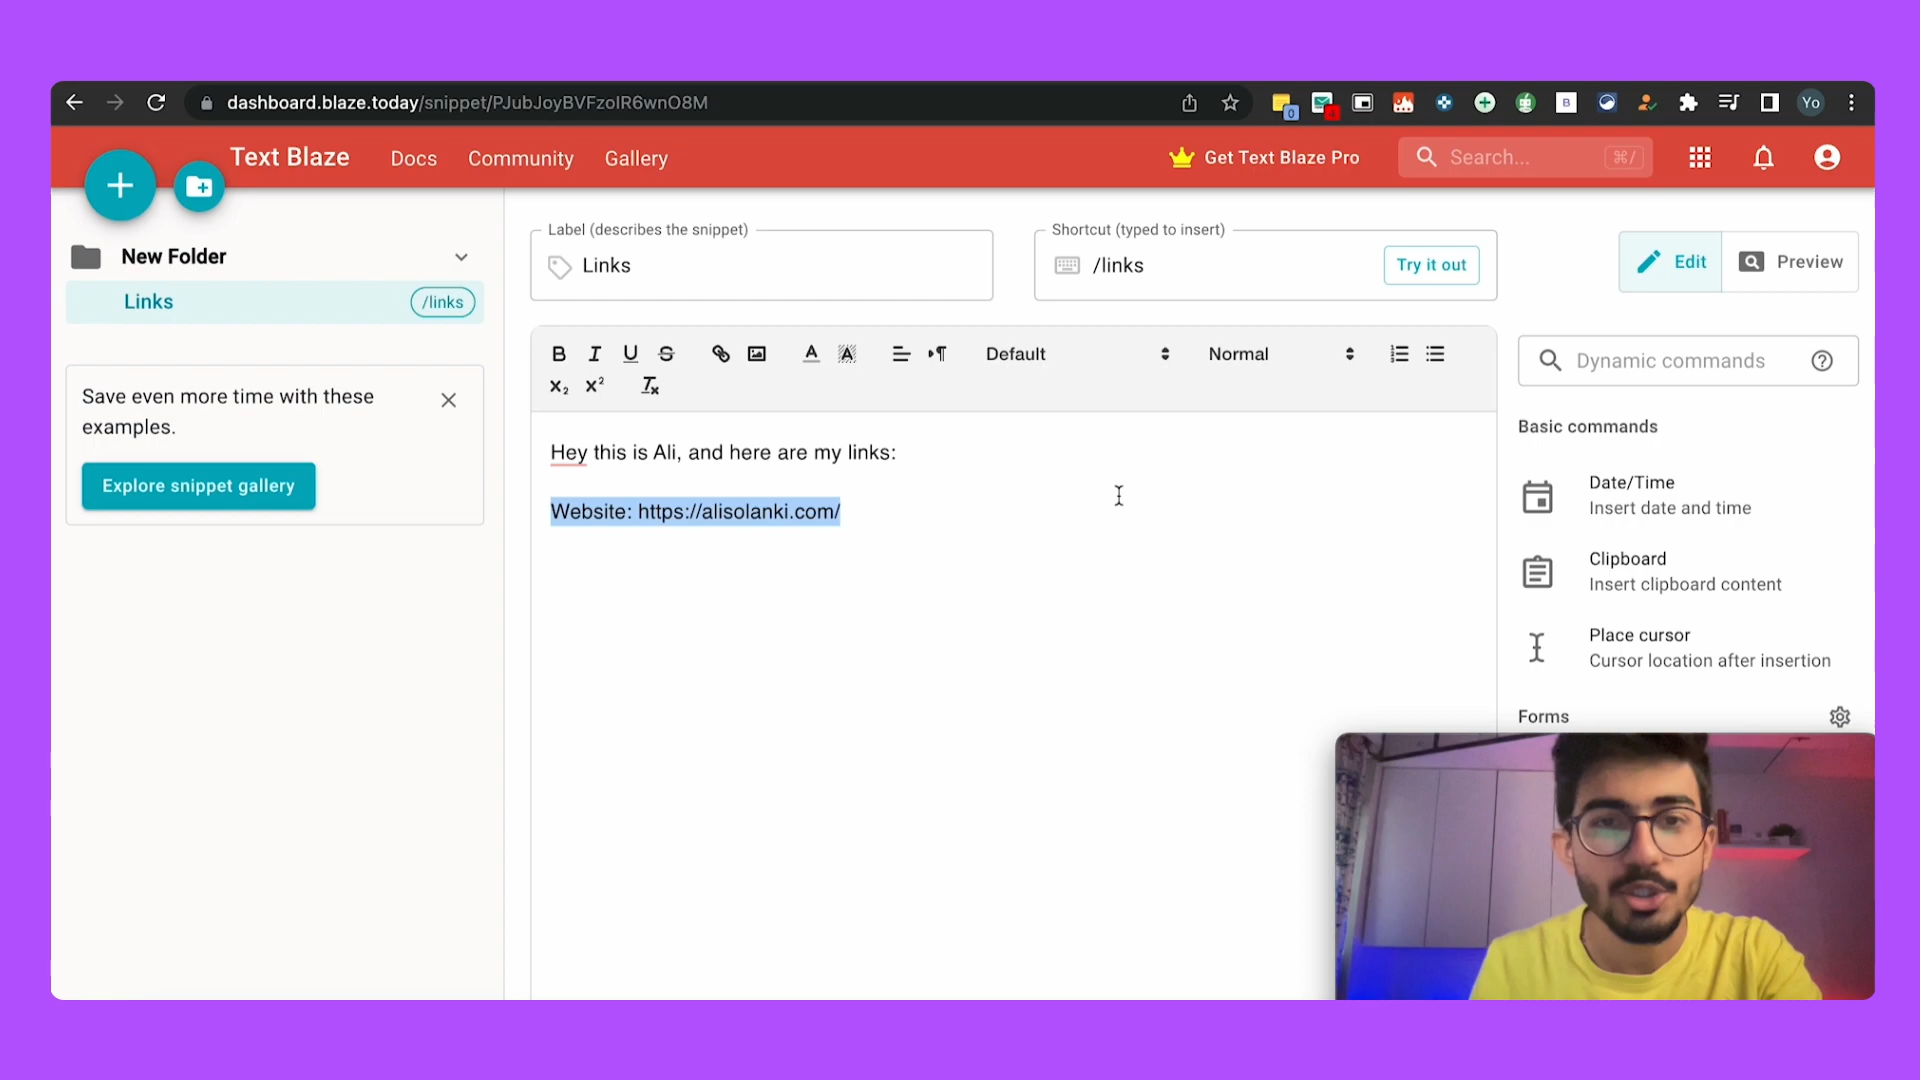 dashboard.blaze.today/snippet/PJubJoyBVFzoIR6wnO8M
0
Yo
Text Blaze
Docs
Community
Gallery
Get Text Blaze Pro
Search...
⌘/
New Folder
Links
/links
Save even more time with these
examples.
Explore snippet gallery
Label (describes the snippet)
Links
Shortcut (typed to insert)
/links
Try it out
Edit
Preview
Default
Normal
Hey this is Ali, and here are my links:
Website: https://alisolanki.com/
Dynamic commands
Basic commands
Date/Time
Insert date and time
Clipboard
Insert clipboard content
Place cursor
Cursor location after insertion
Forms